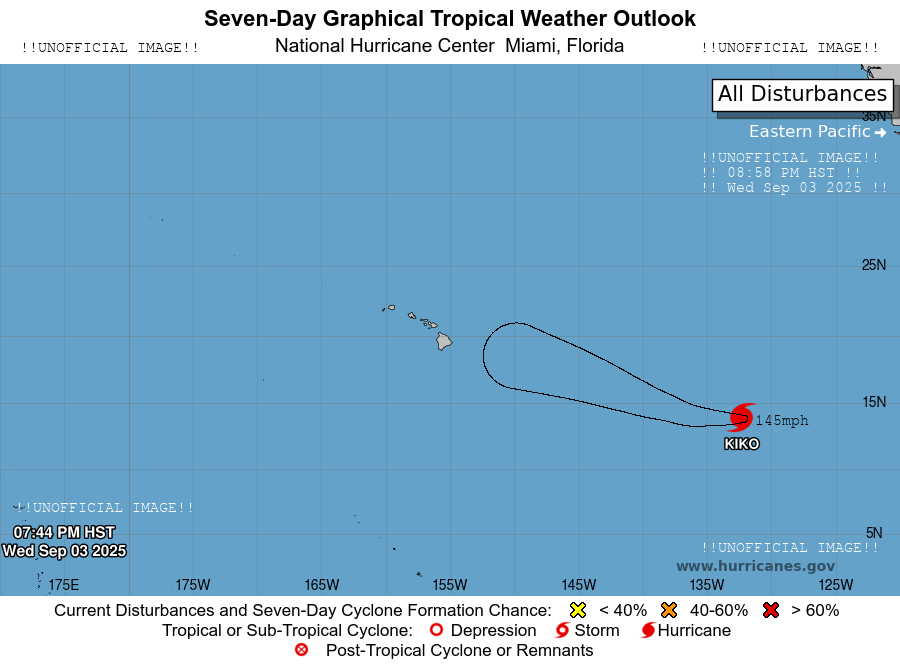 Seven-Day Graphical Tropical Weather Outlook
!!UNOFFICIAL IMAGE!! National Hurricane Center Miami, Florida !!UNOFFICIAL IMAGE!!
All Disturbances
35N
Eastern Pacific
!!UNOFFICIAL IMAGE!!
!! 08:58 PM HST !!
!! Wed Sep 03 2025 !!
25N
15N
145mph
KIKO
!!UNOFFICIAL IMAGE!!
07:44 PM HST
Wed Sep 03 2025
5N
!!UNOFFICIAL IMAGE!!
www.hurricanes.gov
175E 175W 165W 155W 145W 135W 125W
Current Disturbances and Seven-Day Cyclone Formation Chance: < 40% 40-60% > 60%
Tropical or Sub-Tropical Cyclone: Depression Storm Hurricane
Post-Tropical Cyclone or Remnants